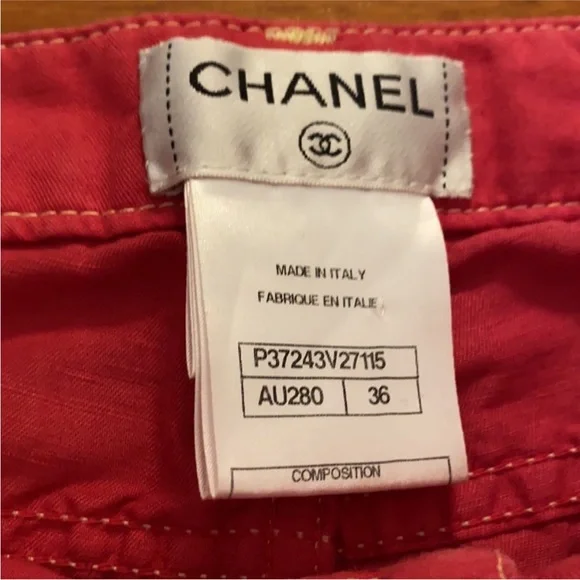 CHANEL
MADE IN ITALY
FABRIQUE EN ITALIE
P37243V27115
AU280 36
COMPOSITION